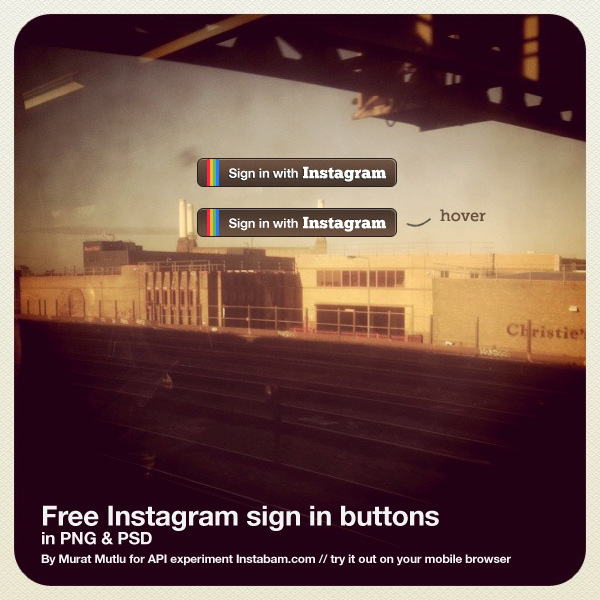 Sign in with Instagram
Sign in with Instagram
hover
Christie's
Free Instagram sign in buttons
in PNG & PSD
By Murat Mutlu for API experiment Instabam.com // try it out on your mobile browser